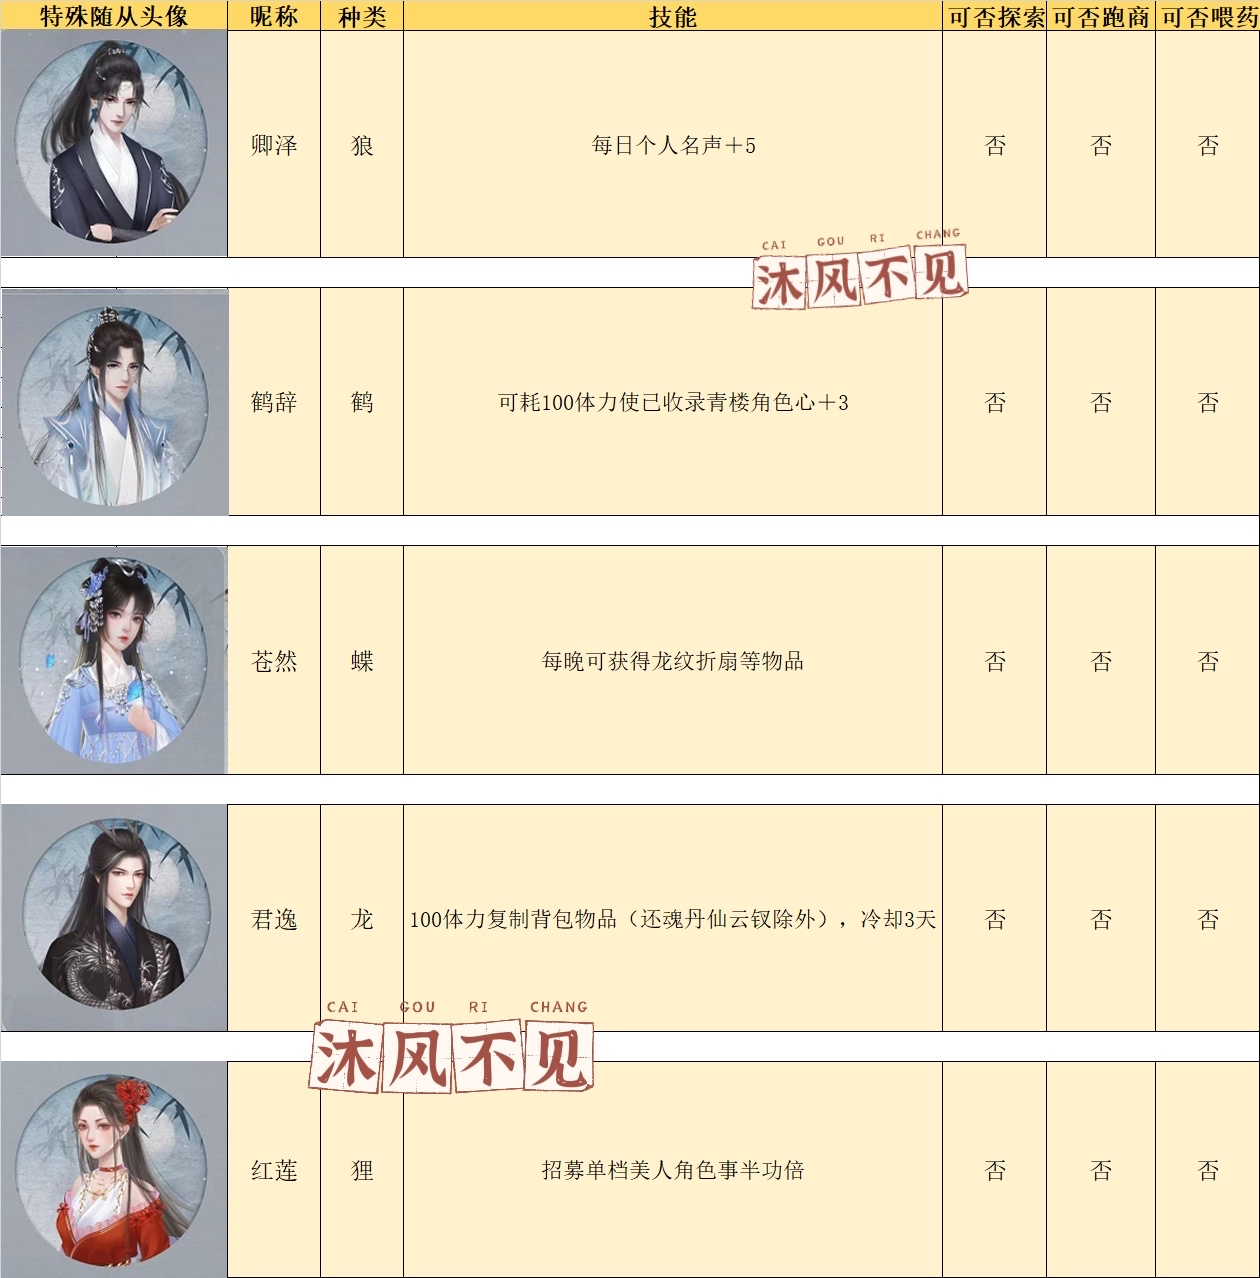 特殊随从头像 昵称 种类 技能 可否探索 可否跑商 可否喂药
卿泽 狼 每日个人名声＋5 否 否 否
CAI GOU RI CHANG
沐风不见
鹤辞 鹤 可耗100体力使已收录青楼角色心＋3 否 否 否
苍然 蝶 每晚可获得龙纹折扇等物品 否 否 否
君逸 龙 100体力复制背包物品（还魂丹仙云钗除外），冷却3天 否 否 否
CAI GOU RI CHANG
沐风不见
红莲 狸 招募单档美人角色事半功倍 否 否 否